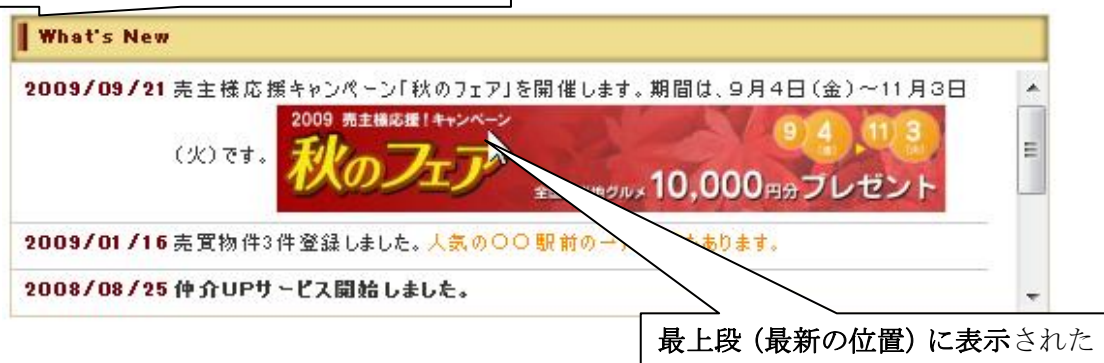 What's New
2009/09/21 売主様応援キャンペーン「秋のフェア」を開催します。期間は、9月4日(金)~11月3日
(火)です。
2009 売主様応援!キャンペーン
秋のフェア
9 4 11 3
グルメ 10,000円分プレゼント
2009/01/16 売買物件3件登録しました。人気の〇〇駅前の もあります。
2008/08/25 仲介UPサービス開始しました。
最上段(最新の位置)に表示された